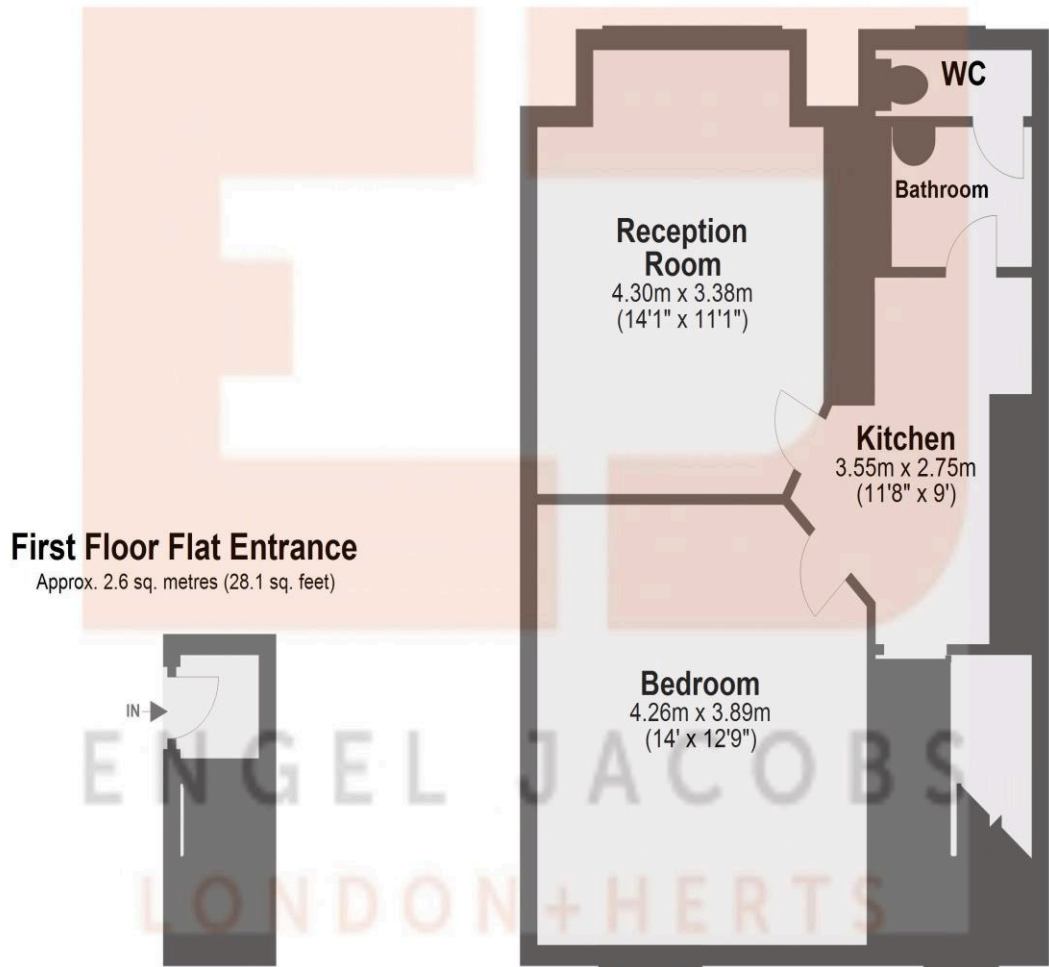 WC
Bathroom
Reception
Room
4.30m x 3.38m
(14'1" x 11'1")
Kitchen
3.55m x 2.75m
(11'8" x 9')
First Floor Flat Entrance
Approx. 2.6 sq. metres (28.1 sq. feet)
IN
Bedroom
4.26m x 3.89m
(14' x 12'9")
EJ
ENGEL JACOBS
LONDON+HERTS